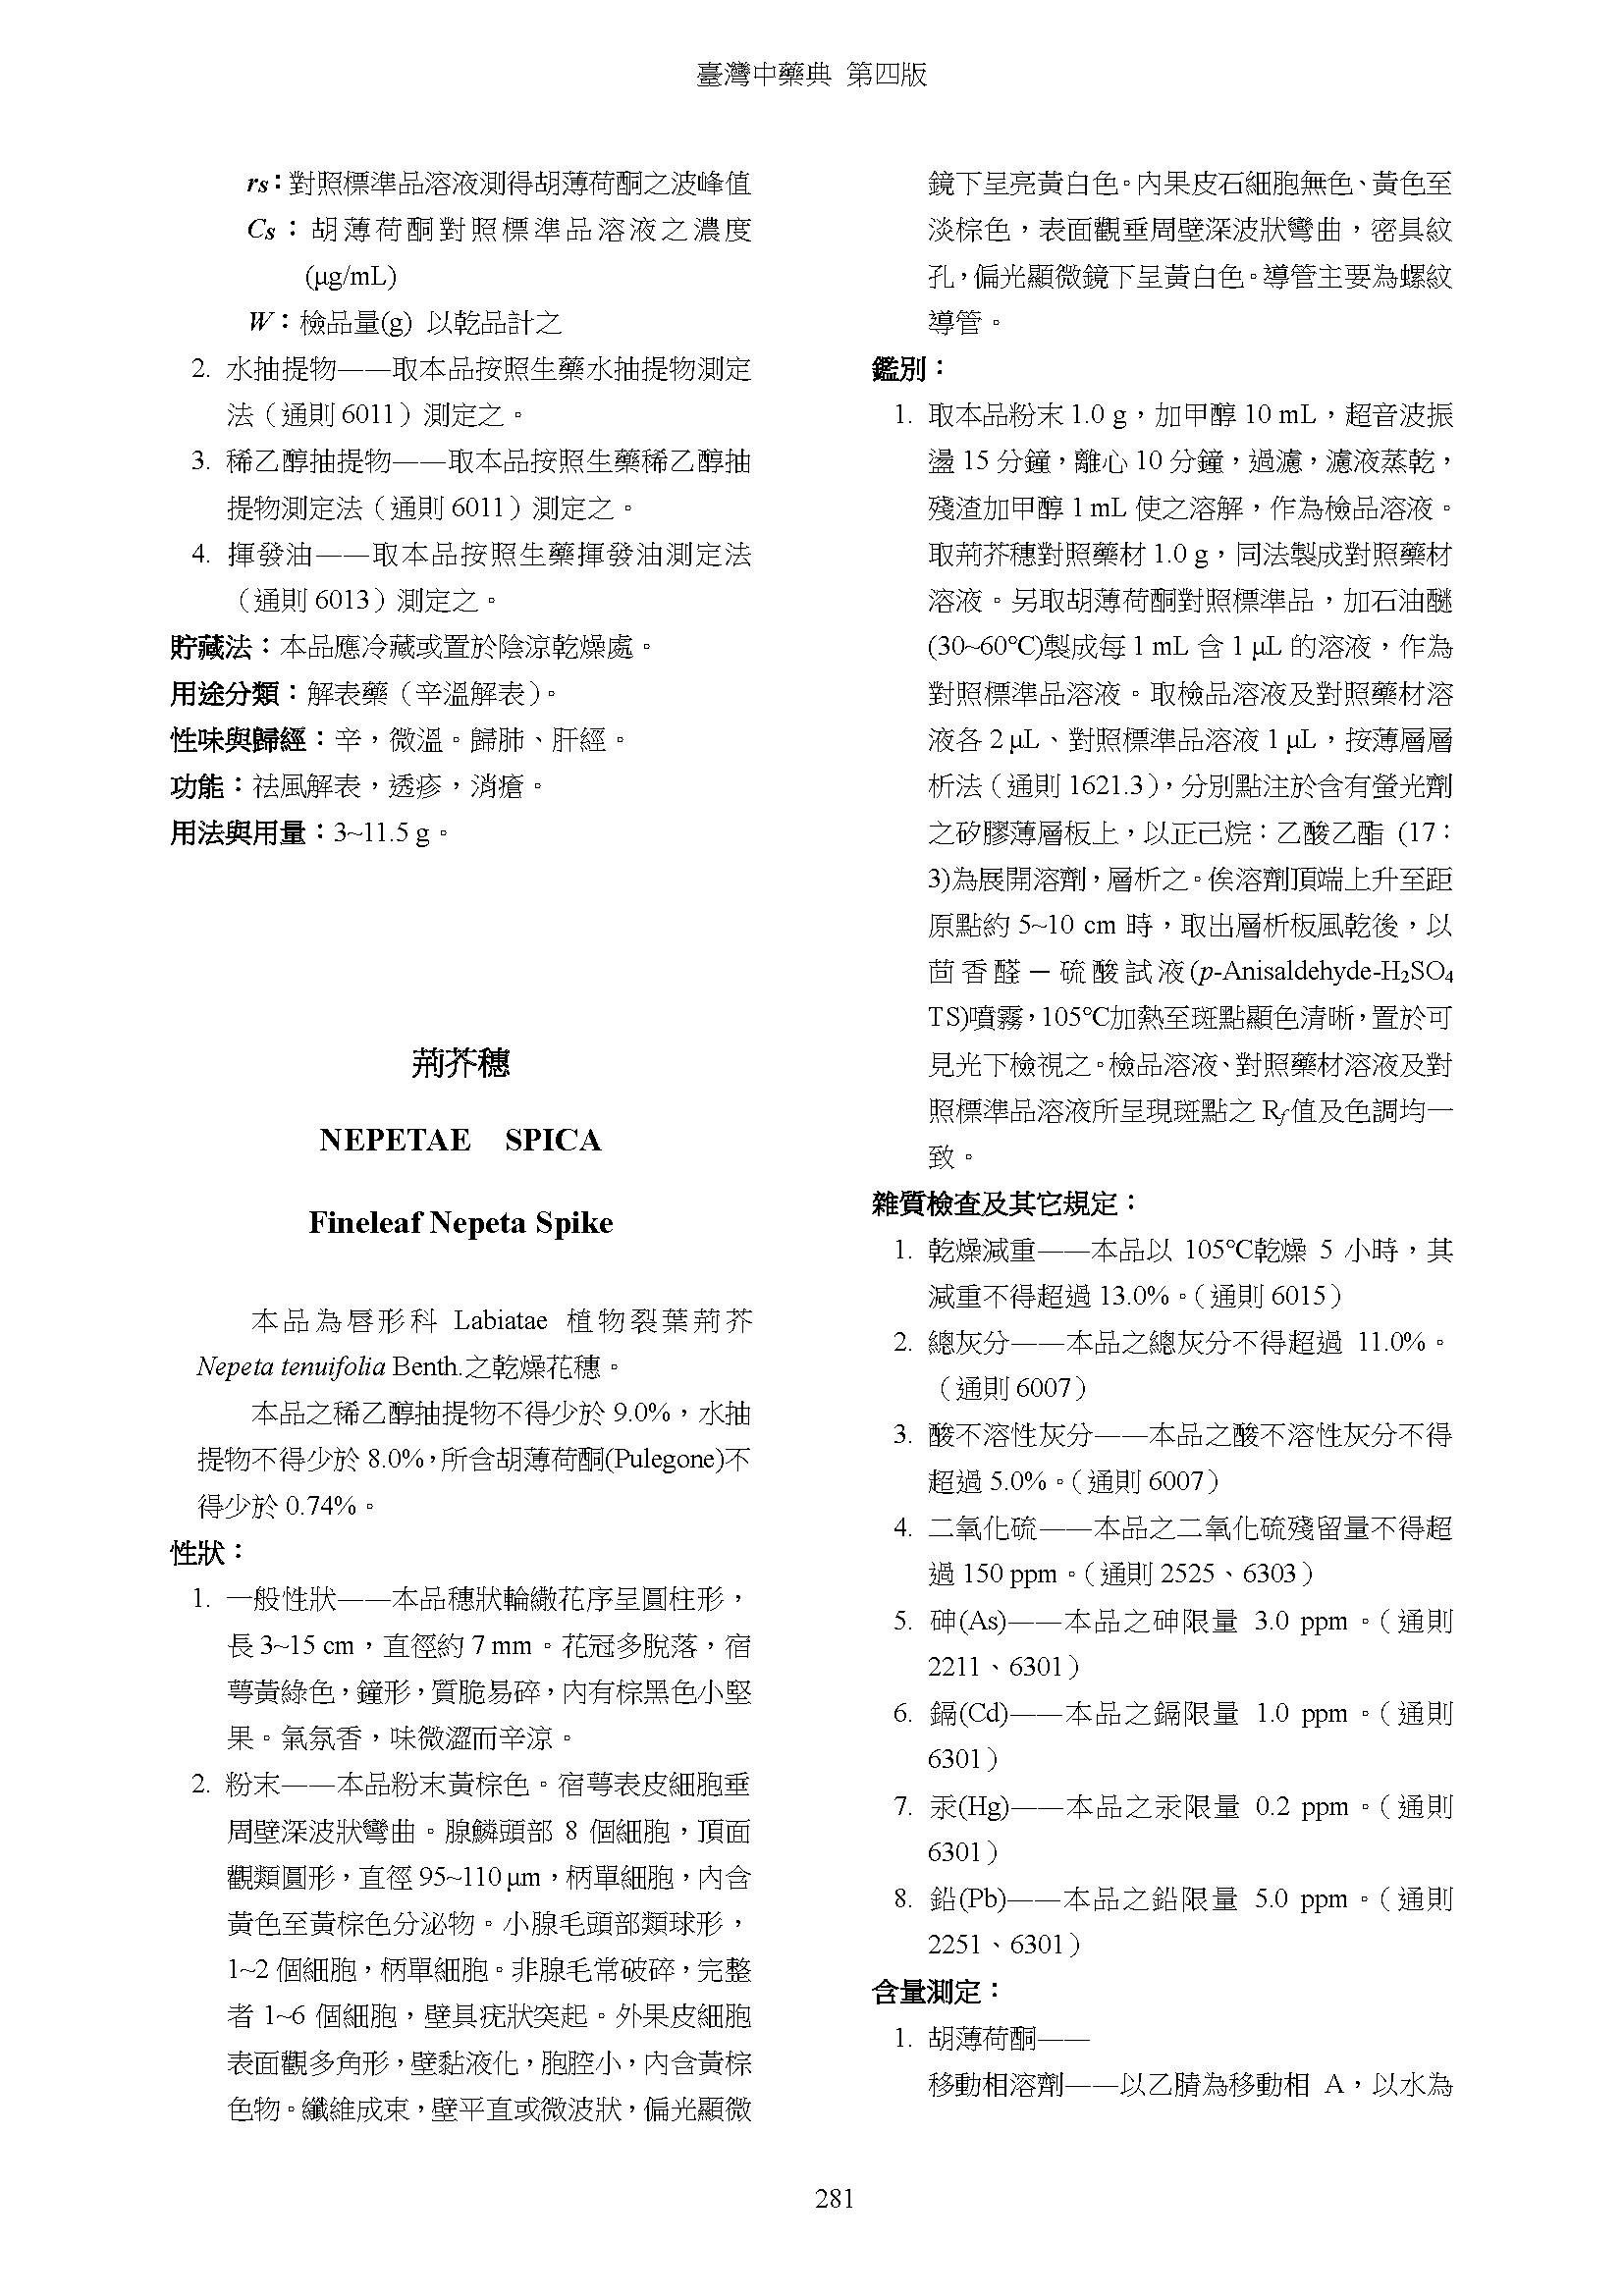 臺灣中藥典 第四版
rs：對照標準品溶液測得胡薄荷酮之波峰值
Cs：胡薄荷酮對照標準品溶液之濃度
(μg/mL)
W：檢品量(g) 以乾品計之
2. 水抽提物——取本品按照生藥水抽提物測定
法（通則 6011）測定之。
3. 稀乙醇抽提物——取本品按照生藥稀乙醇抽
提物測定法（通則 6011）測定之。
4. 揮發油——取本品按照生藥揮發油測定法
（通則 6013）測定之。
貯藏法：本品應冷藏或置於陰涼乾燥處。
用途分類：解表藥（辛溫解表）。
性味與歸經：辛，微溫。歸肺、肝經。
功能：祛風解表，透疹，消瘡。
用法與用量：3~11.5 g。
荊芥穗
NEPETAE SPICA
Fineleaf Nepeta Spike
本品為唇形科 Labiatae 植物裂葉荊芥
Nepeta tenuifolia Benth.之乾燥花穗。
本品之稀乙醇抽提物不得少於 9.0%，水抽
提物不得少於 8.0%，所含胡薄荷酮(Pulegone)不
得少於 0.74%。
性狀：
1. 一般性狀——本品穗狀輪繖花序呈圓柱形，
長 3~15 cm，直徑約 7 mm。花冠多脫落，宿
萼黃綠色，鐘形，質脆易碎，內有棕黑色小堅
果。氣氛香，味微澀而辛涼。
2. 粉末——本品粉末黃棕色。宿萼表皮細胞垂
周壁深波狀彎曲。腺鱗頭部 8 個細胞，頂面
觀類圓形，直徑 95~110 μm，柄單細胞，內含
黃色至黃棕色分泌物。小腺毛頭部類球形，
1~2 個細胞，柄單細胞。非腺毛常破碎，完整
者 1~6 個細胞，壁具疣狀突起。外果皮細胞
表面觀多角形，壁黏液化，胞腔小，內含黃棕
色物。纖維成束，壁平直或微波狀，偏光顯微
鏡下呈亮黃白色。內果皮石細胞無色、黃色至
淡棕色，表面觀垂周壁深波狀彎曲，密具紋
孔，偏光顯微鏡下呈黃白色。導管主要為螺紋
導管。
鑑別：
1. 取本品粉末 1.0 g，加甲醇 10 mL，超音波振
盪 15 分鐘，離心 10 分鐘，過濾，濾液蒸乾，
殘渣加甲醇 1 mL 使之溶解，作為檢品溶液。
取荊芥穗對照藥材 1.0 g，同法製成對照藥材
溶液。另取胡薄荷酮對照標準品，加石油醚
(30~60℃)製成每 1 mL 含 1 μL 的溶液，作為
對照標準品溶液。取檢品溶液及對照藥材溶
液各 2 μL、對照標準品溶液 1 μL，按薄層層
析法（通則 1621.3），分別點注於含有螢光劑
之矽膠薄層板上，以正己烷：乙酸乙酯 (17：
3)為展開溶劑，層析之。俟溶劑頂端上升至距
原點約 5~10 cm 時，取出層析板風乾後，以
茴香醛－硫酸試液(p-Anisaldehyde-H₂SO₄
TS)噴霧，105℃加熱至斑點顯色清晰，置於可
見光下檢視之。檢品溶液、對照藥材溶液及對
照標準品溶液所呈現斑點之 Rf 值及色調均一
致。
雜質檢查及其它規定：
1. 乾燥減重——本品以 105℃乾燥 5 小時，其
減重不得超過 13.0%。（通則 6015）
2. 總灰分——本品之總灰分不得超過 11.0%。
（通則 6007）
3. 酸不溶性灰分——本品之酸不溶性灰分不得
超過 5.0%。（通則 6007）
4. 二氧化硫——本品之二氧化硫殘留量不得超
過 150 ppm。（通則 2525、6303）
5. 砷(As)——本品之砷限量 3.0 ppm。（通則
2211、6301）
6. 鎘(Cd)——本品之鎘限量 1.0 ppm。（通則
6301）
7. 汞(Hg)——本品之汞限量 0.2 ppm。（通則
6301）
8. 鉛(Pb)——本品之鉛限量 5.0 ppm。（通則
2251、6301）
含量測定：
1. 胡薄荷酮——
移動相溶劑——以乙腈為移動相 A，以水為
281